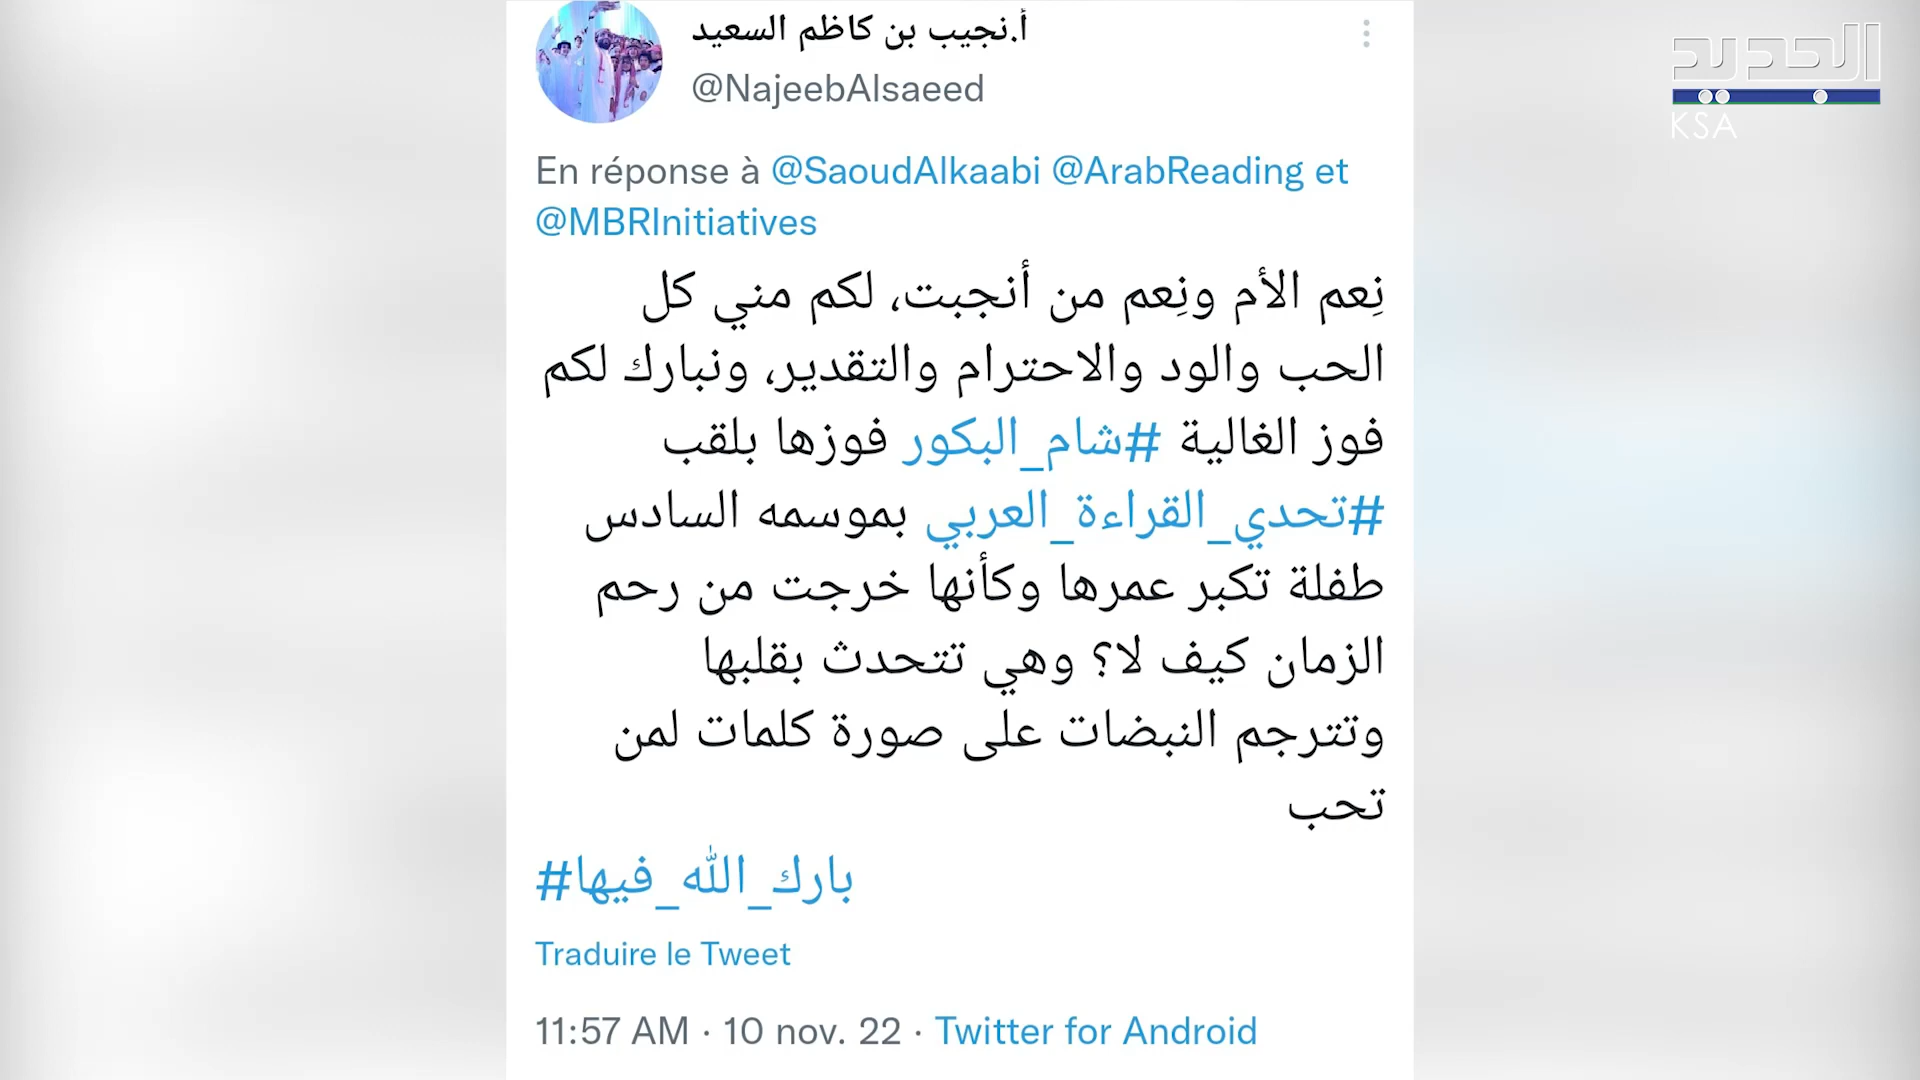 أ.نجيب بن كاظم السعيد
@NajeebAlsaeed
الجديد
KSA
En réponse à @SaoudAlkaabi @ArabReading et
@MBRInitiatives
نِعم الأم ونِعم من أنجبت، لكم مني كل
الحب والود والاحترام والتقدير، ونبارك لكم
فوز الغالية #شام_البكور فوزها بلقب
#تحدي_القراءة_العربي بموسمه السادس
طفلة تكبر عمرها وكأنها خرجت من رحم
الزمان كيف لا؟ وهي تتحدث بقلبها
وتترجم النبضات على صورة كلمات لمن
تحب
#بارك_الله_فيها
Traduire le Tweet
11:57 AM · 10 nov. 22 · Twitter for Android